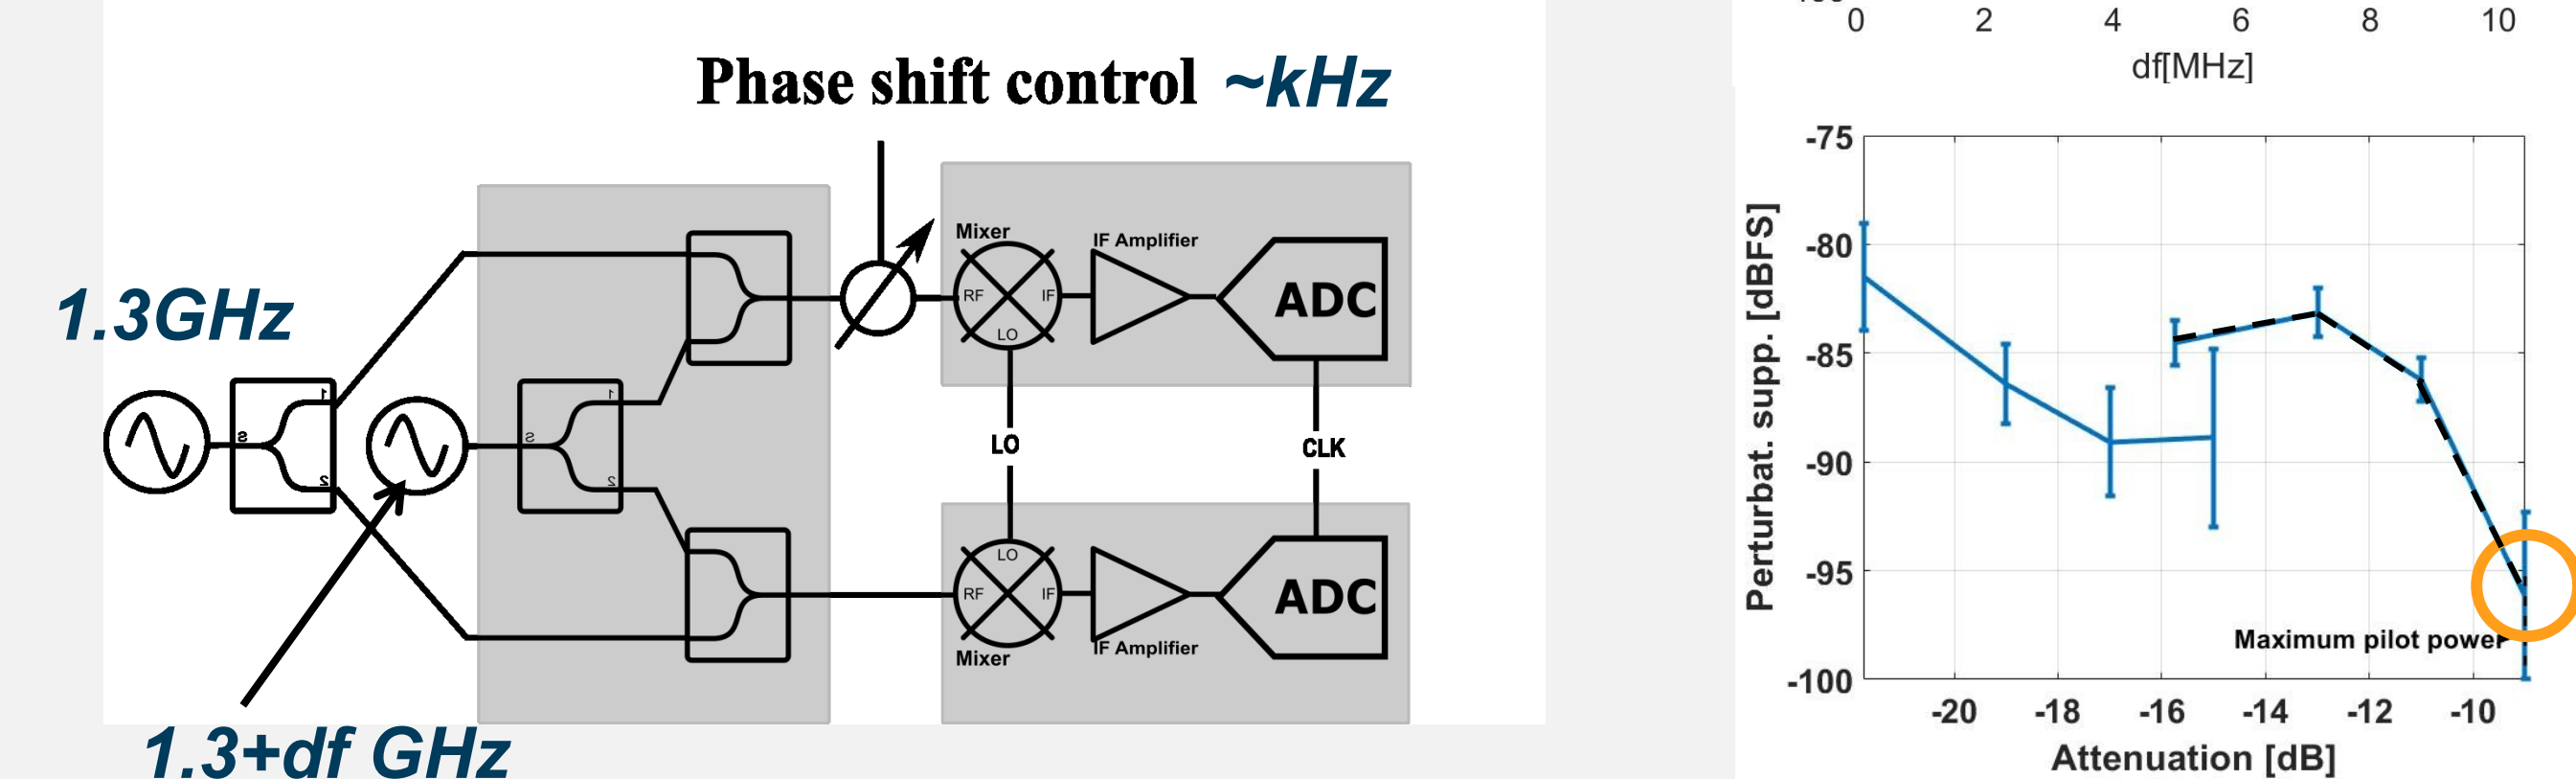 Phase shift control ~kHz
1.3GHz
1.3+df GHz
S
1
2
S
1
2
Mixer
RF
IF
LO
IF Amplifier
ADC
LO
CLK
LO
RF
IF
Mixer
IF Amplifier
ADC
0 2 4 6 8 10
df[MHz]
Perturbat. supp. [dBFS]
-75
-80
-85
-90
-95
-100
Maximum pilot power
-20 -18 -16 -14 -12 -10
Attenuation [dB]